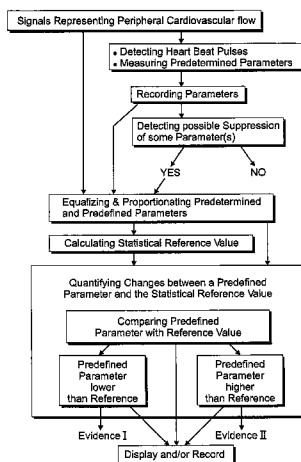 Signals Representing Peripheral Cardiovascular flow
• Detecting Heart Beat Pulses
• Measuring Predetermined Parameters
Recording Parameters
Detecting possible Suppression
of some Parameter(s)
YES
NO
Equalizing & Proportionating Predetermined
and Predefined Parameters
Calculating Statistical Reference Value
Quantifying Changes between a Predefined
Parameter and the Statistical Reference Value
Comparing Predefined
Parameter with Reference Value
Predefined
Parameter
lower
than Reference
Predefined
Parameter
higher
than Reference
Evidence I
Evidence II
Display and/or Record